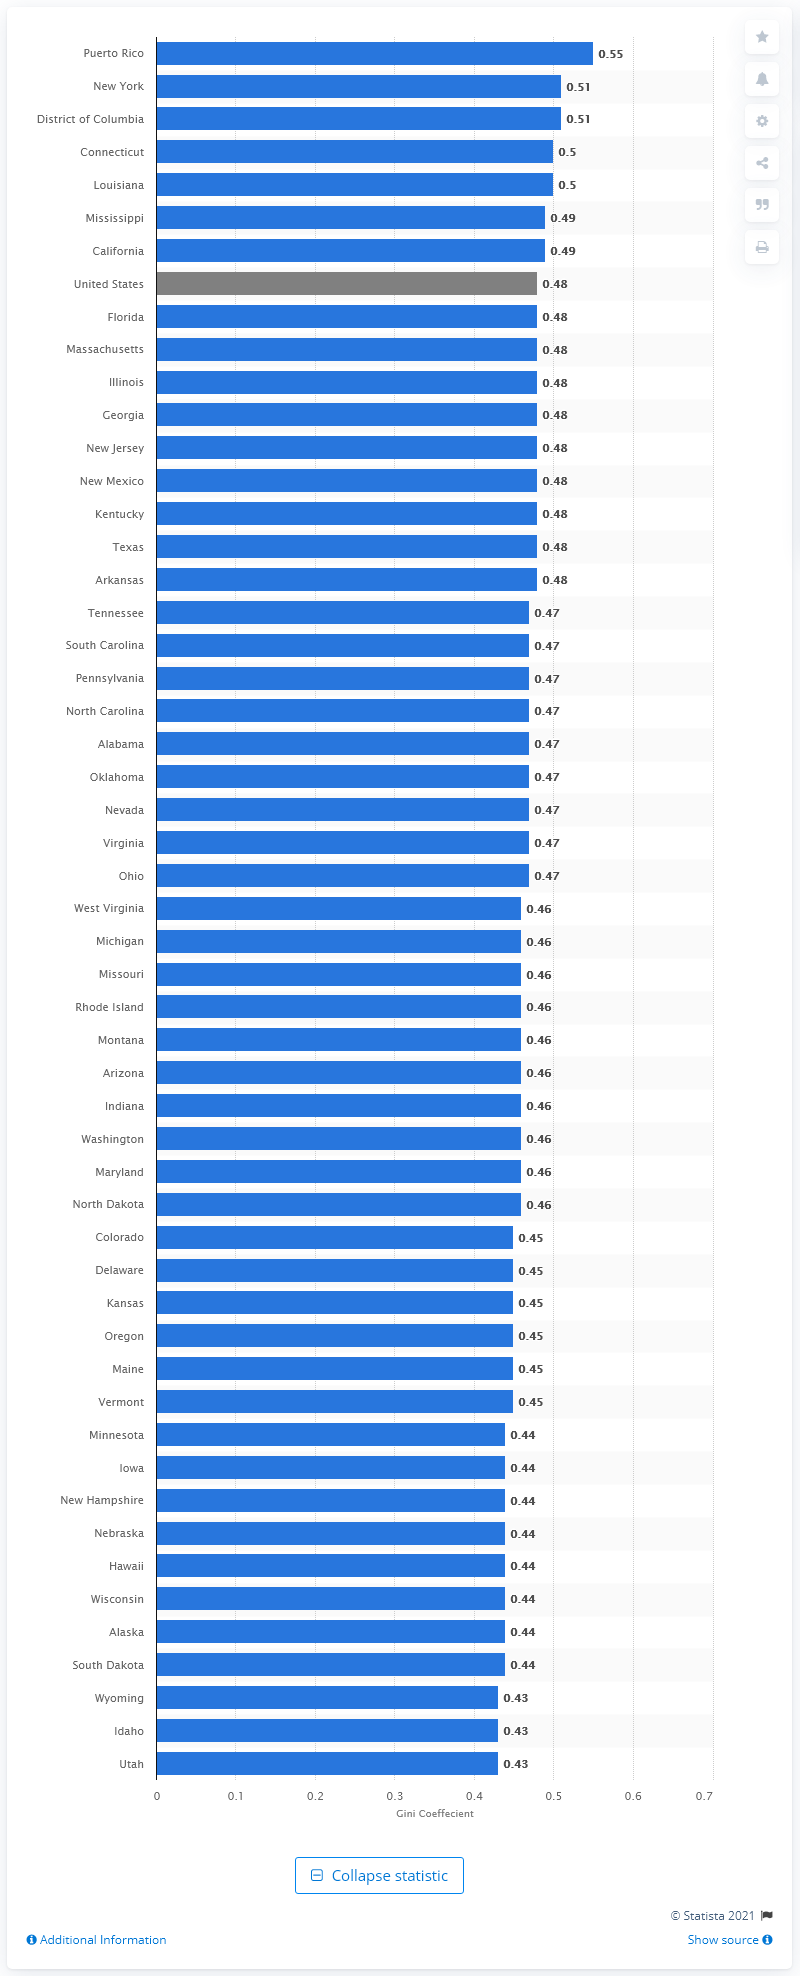 Puerto Rico 0.55
New York 0.51
District of Columbia 0.51
Connecticut 0.5
Louisiana 0.5
Mississippi 0.49
California 0.49
United States 0.48
Florida 0.48
Massachusetts 0.48
Illinois 0.48
Georgia 0.48
New Jersey 0.48
New Mexico 0.48
Kentucky 0.48
Texas 0.48
Arkansas 0.48
Tennessee 0.47
South Carolina 0.47
Pennsylvania 0.47
North Carolina 0.47
Alabama 0.47
Oklahoma 0.47
Nevada 0.47
Virginia 0.47
Ohio 0.47
West Virginia 0.46
Michigan 0.46
Missouri 0.46
Rhode Island 0.46
Montana 0.46
Arizona 0.46
Indiana 0.46
Washington 0.46
Maryland 0.46
North Dakota 0.46
Colorado 0.45
Delaware 0.45
Kansas 0.45
Oregon 0.45
Maine 0.45
Vermont 0.45
Minnesota 0.44
Iowa 0.44
New Hampshire 0.44
Nebraska 0.44
Hawaii 0.44
Wisconsin 0.44
Alaska 0.44
South Dakota 0.44
Wyoming 0.43
Idaho 0.43
Utah 0.43
0 0.1 0.2 0.3 0.4 0.5 0.6 0.7
Gini Coeffecient
Collapse statistic
© Statista 2021
Additional Information Show source